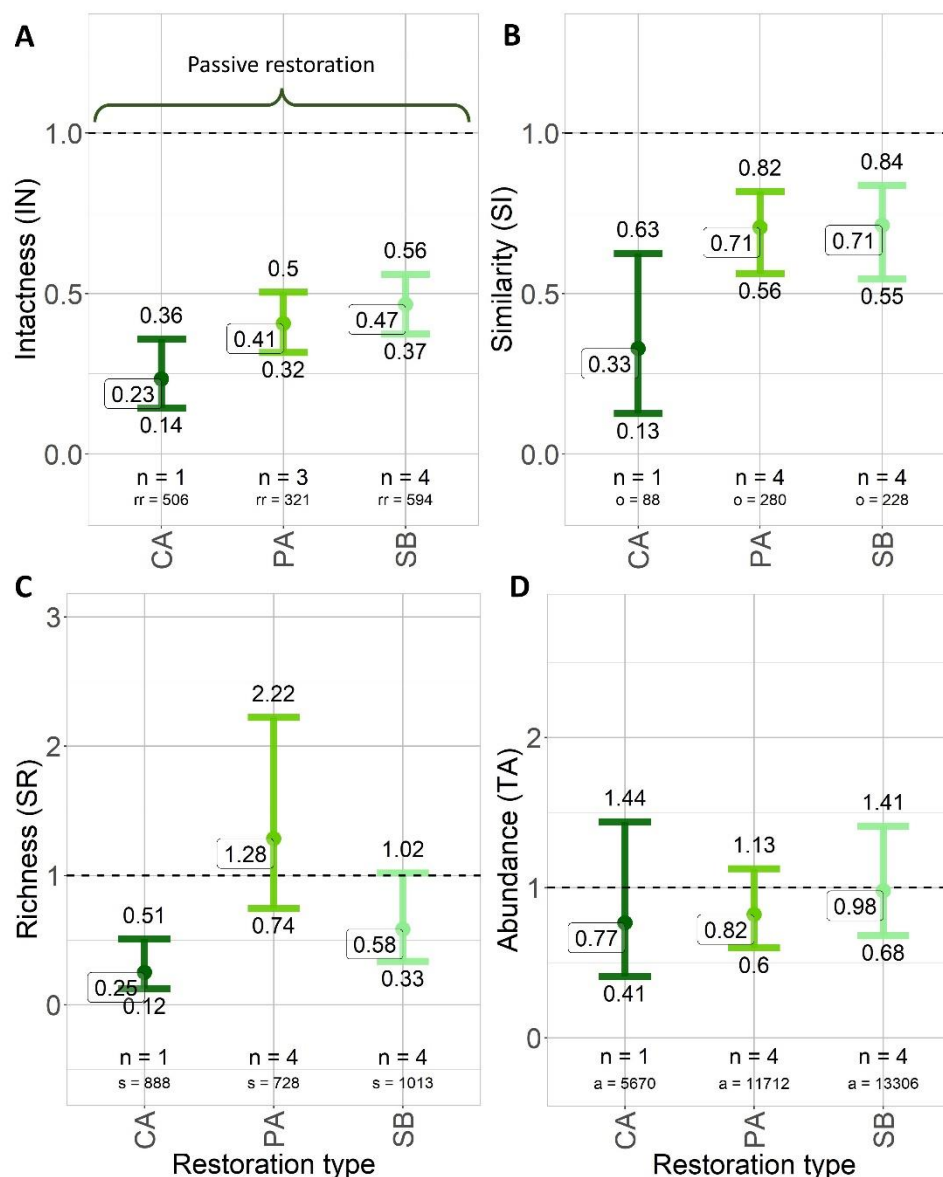 A
Passive restoration
Intactness (IN)
1.0
0.5
0.0
0.36
0.23
0.14
0.5
0.41
0.32
0.56
0.47
0.37
n = 1
n = 3
n = 4
rr = 506
rr = 321
rr = 594
CA
PA
SB
B
Similarity (SI)
1.0
0.5
0.0
0.63
0.33
0.13
0.82
0.71
0.56
0.84
0.71
0.55
n = 1
n = 4
n = 4
o = 88
o = 280
o = 228
CA
PA
SB
C
Richness (SR)
3
2
1
0
0.51
0.25
0.12
2.22
1.28
0.74
1.02
0.58
0.33
n = 1
n = 4
n = 4
s = 888
s = 728
s = 1013
CA
PA
SB
Restoration type
D
Abundance (TA)
2
1
0
1.44
0.77
0.41
1.13
0.82
0.6
1.41
0.98
0.68
n = 1
n = 4
n = 4
a = 5670
a = 11712
a = 13306
CA
PA
SB
Restoration type